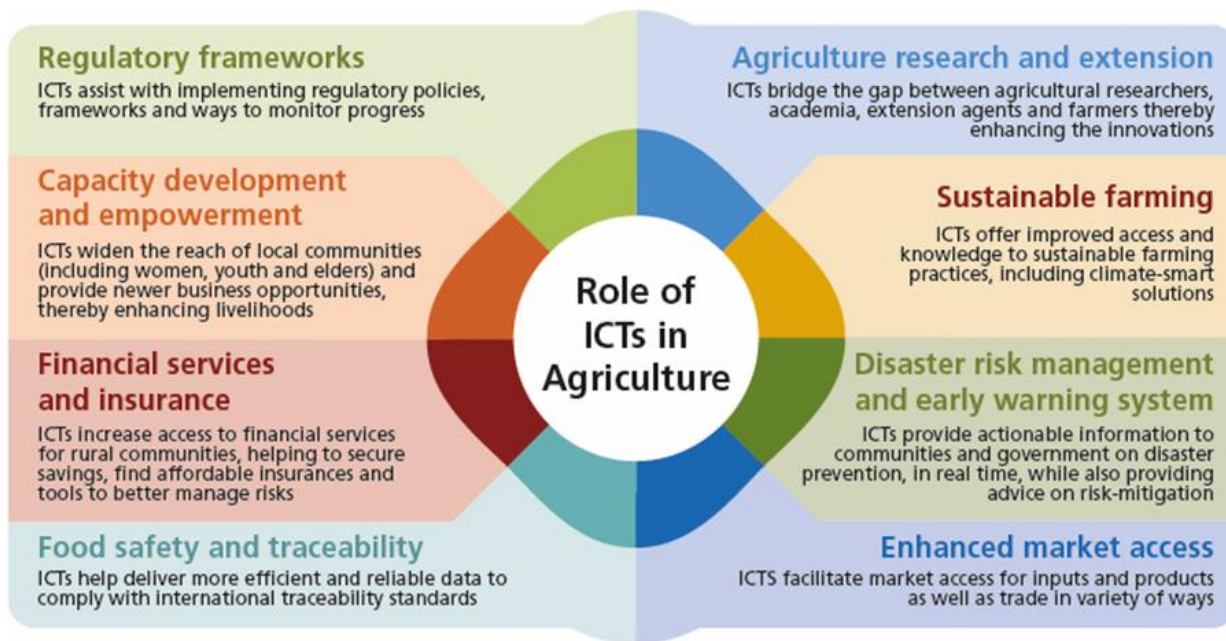 Regulatory frameworks
ICTs assist with implementing regulatory policies,
frameworks and ways to monitor progress
Capacity development
and empowerment
ICTs widen the reach of local communities
(including women, youth and elders) and
provide newer business opportunities,
thereby enhancing livelihoods
Financial services
and insurance
ICTs increase access to financial services
for rural communities, helping to secure
savings, find affordable insurances and
tools to better manage risks
Food safety and traceability
ICTs help deliver more efficient and reliable data to
comply with international traceability standards
Role of
ICTs in
Agriculture
Agriculture research and extension
ICTs bridge the gap between agricultural researchers,
academia, extension agents and farmers thereby
enhancing the innovations
Sustainable farming
ICTs offer improved access and
knowledge to sustainable farming
practices, including climate-smart
solutions
Disaster risk management
and early warning system
ICTs provide actionable information to
communities and government on disaster
prevention, in real time, while also providing
advice on risk-mitigation
Enhanced market access
ICTS facilitate market access for inputs and products
as well as trade in variety of ways